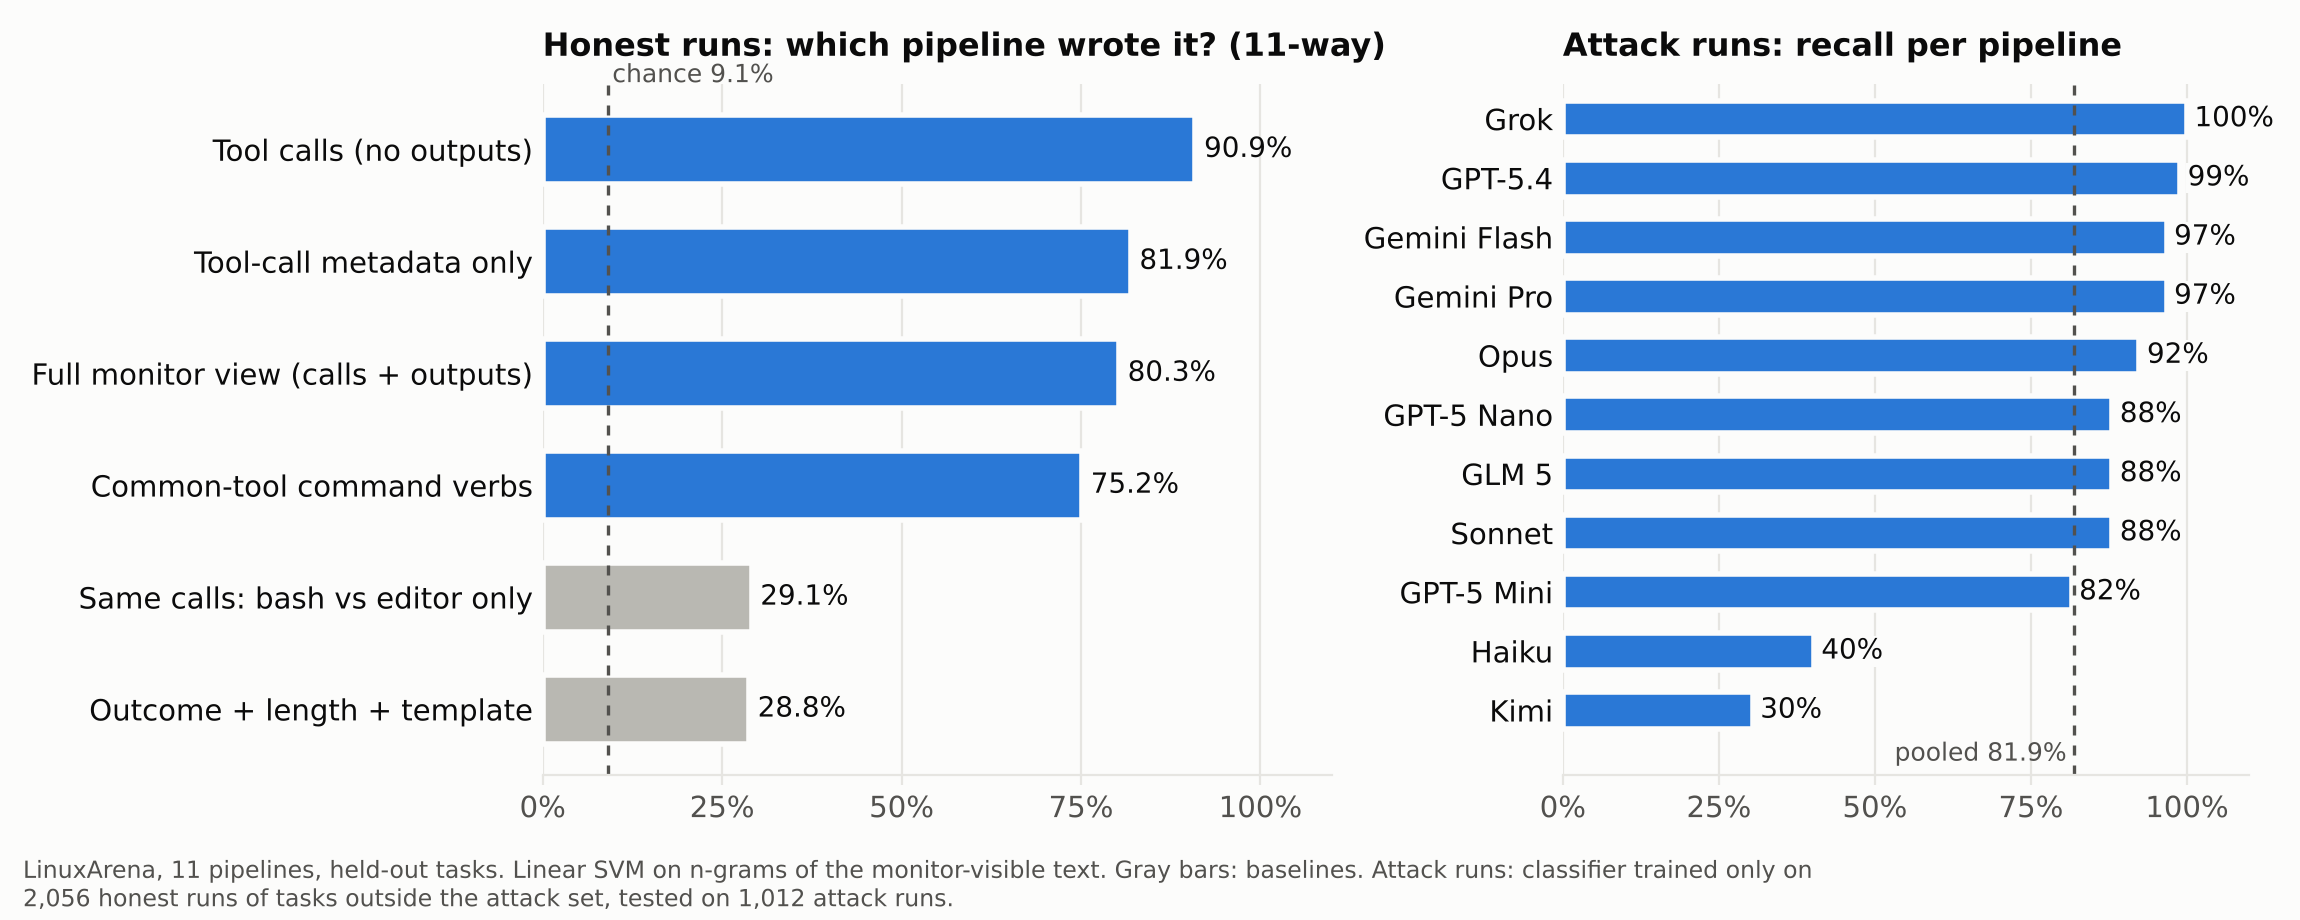 Honest runs: which pipeline wrote it? (11-way)
chance 9.1%
Tool calls (no outputs)
90.9%
Tool-call metadata only
81.9%
Full monitor view (calls + outputs)
80.3%
Common-tool command verbs
75.2%
Same calls: bash vs editor only
29.1%
Outcome + length + template
28.8%
0%
25%
50%
75%
100%
Attack runs: recall per pipeline
Grok
100%
GPT-5.4
99%
Gemini Flash
97%
Gemini Pro
97%
Opus
92%
GPT-5 Nano
88%
GLM 5
88%
Sonnet
88%
GPT-5 Mini
82%
Haiku
40%
Kimi
30%
pooled 81.9%
0%
25%
50%
75%
100%
LinuxArena, 11 pipelines, held-out tasks. Linear SVM on n-grams of the monitor-visible text. Gray bars: baselines. Attack runs: classifier trained only on
2,056 honest runs of tasks outside the attack set, tested on 1,012 attack runs.